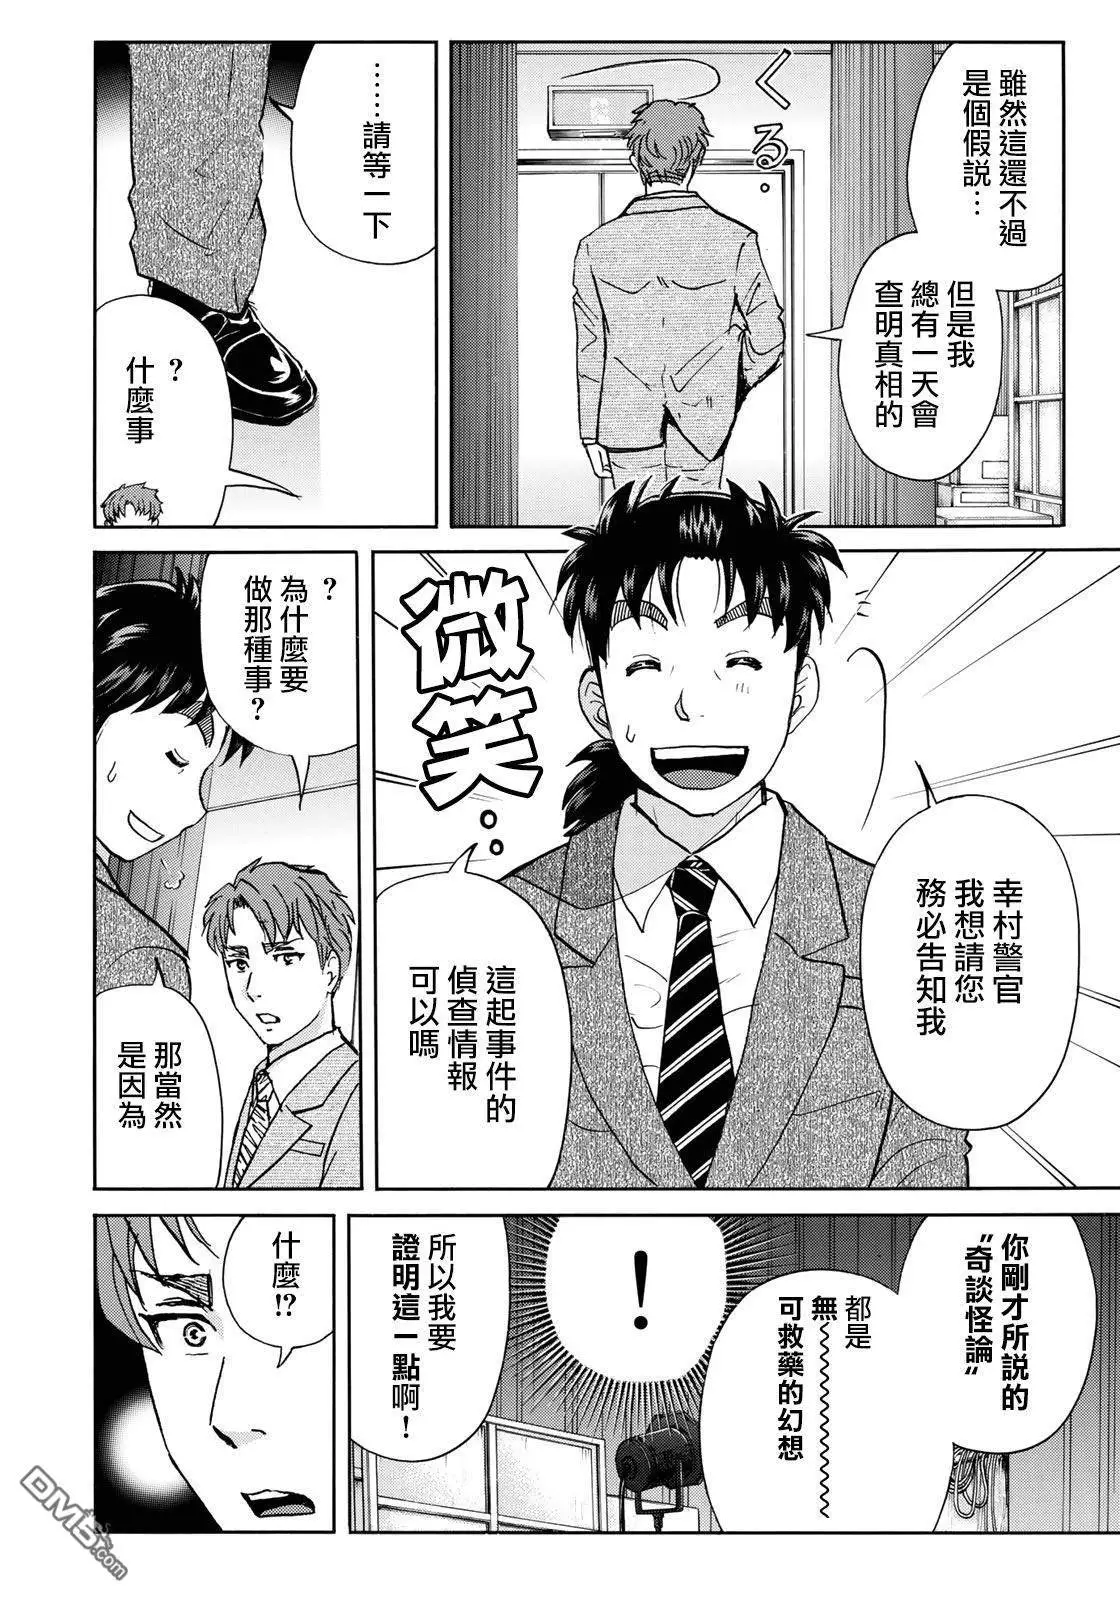 雖然這還不過
是個假說…
但是我
總有一天會
查明真相的
くる。
……請等一下
?
什麼事
幸村警官
我想請您
務必告知我
微笑。
這起事件的
偵查情報
可以嗎
?
為什麼要
做那種事?
那當然
是因為
你剛才所說的
“奇談怪論”
都是
無~~~
可救藥的幻想
!
所以我要
證明這一點啊!
什麼!?
DM5.com